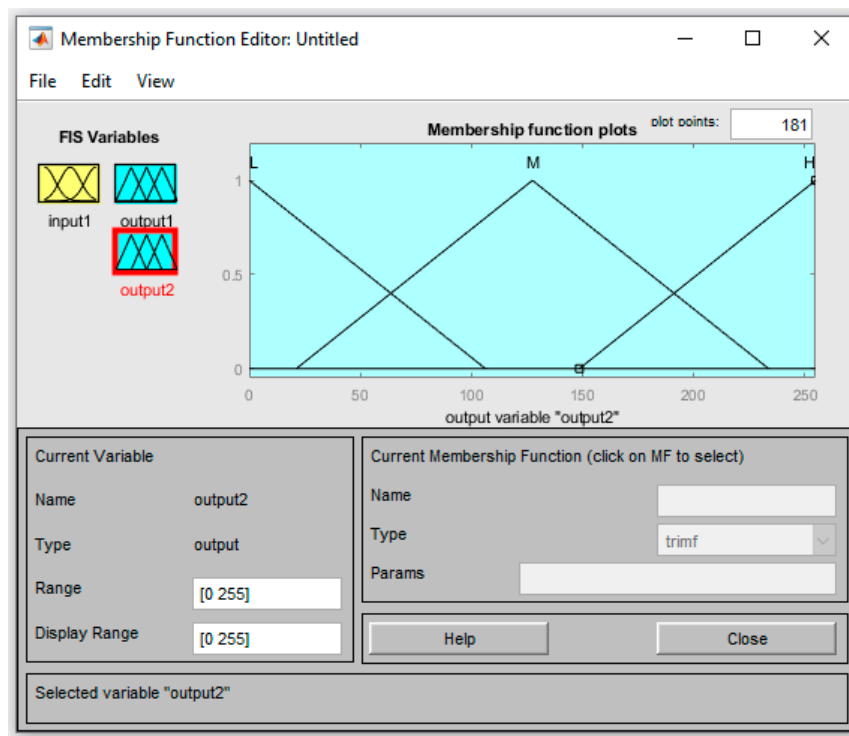 Membership Function Editor: Untitled
File Edit View
FIS Variables
Membership function plots
plot points:
181
input1
output1
output2
L
M
H
1
0.5
0
0 50 100 150 200 250
output variable "output2"
Current Variable
Name output2
Type output
Range [0 255]
Display Range [0 255]
Current Membership Function (click on MF to select)
Name
Type trimf
Params
Help Close
Selected variable "output2"